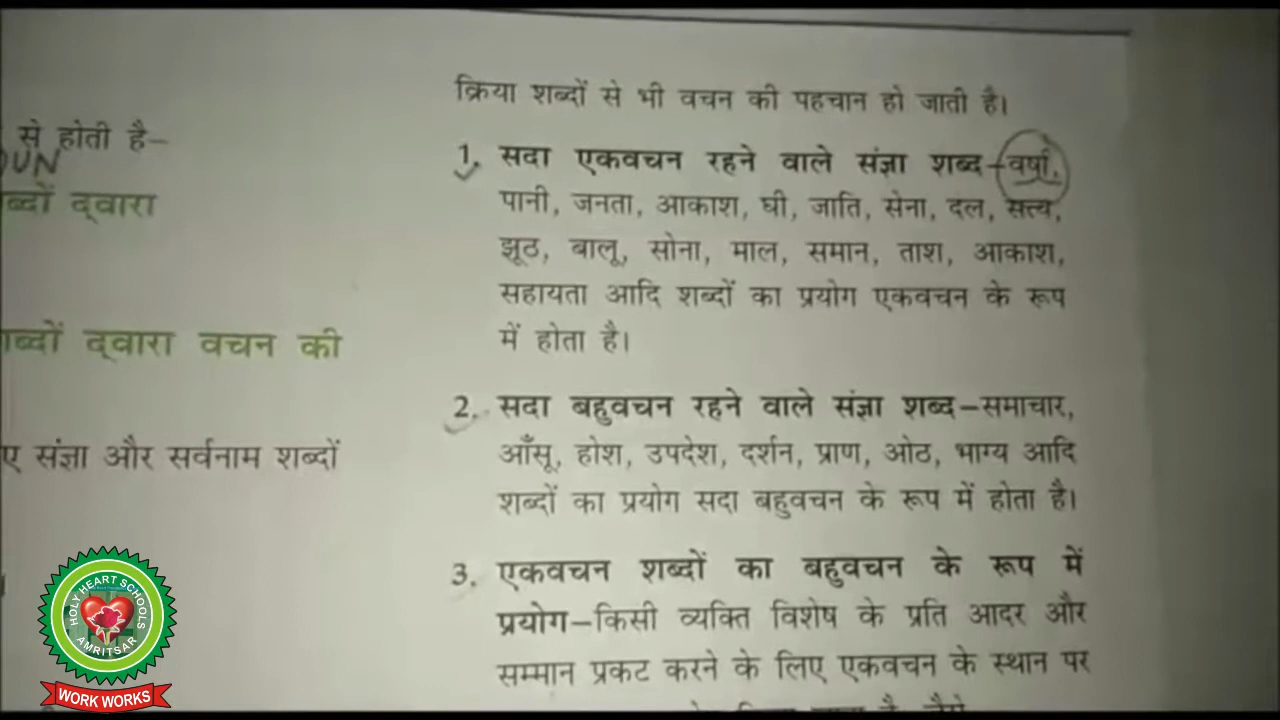 से होती है–
OUN
ब्दों द्वारा
ब्दों द्वारा वचन की
ए संज्ञा और सर्वनाम शब्दों
क्रिया शब्दों से भी वचन की पहचान हो जाती है।
1. सदा एकवचन रहने वाले संज्ञा शब्द–वर्षा,
पानी, जनता, आकाश, घी, जाति, सेना, दल, सत्य,
झूठ, बालू, सोना, माल, समान, ताश, आकाश,
सहायता आदि शब्दों का प्रयोग एकवचन के रूप
में होता है।
2. सदा बहुवचन रहने वाले संज्ञा शब्द–समाचार,
आँसू, होश, उपदेश, दर्शन, प्राण, ओठ, भाग्य आदि
शब्दों का प्रयोग सदा बहुवचन के रूप में होता है।
3. एकवचन शब्दों का बहुवचन के रूप में
प्रयोग–किसी व्यक्ति विशेष के प्रति आदर और
सम्मान प्रकट करने के लिए एकवचन के स्थान पर
HOLY HEART SCHOOLS
AMRITSAR
WORK WORKS